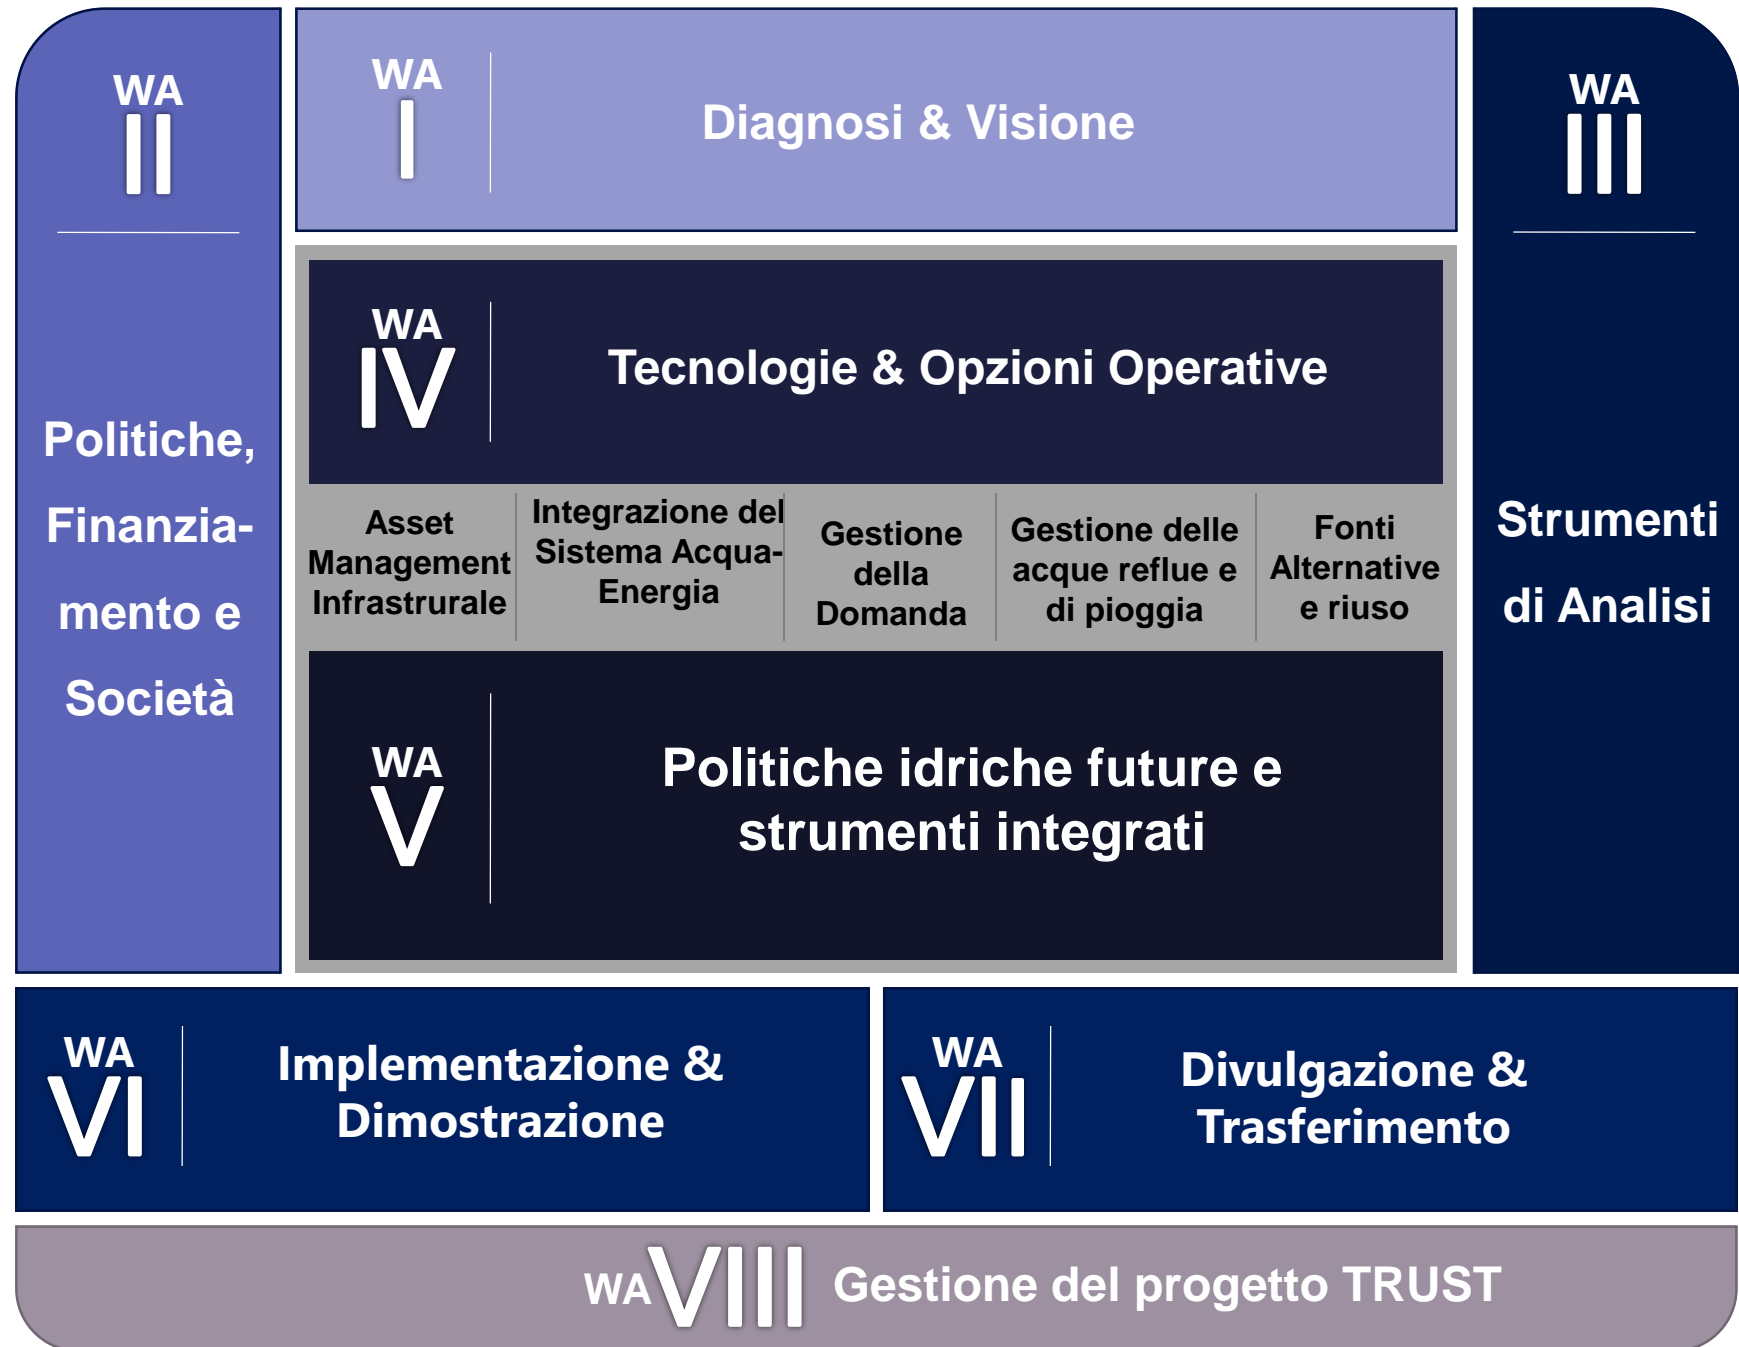 WA
II
Politiche,
Finanzia-
mento e
Società
WA
I
Diagnosi & Visione
WA
III
Strumenti
di Analisi
WA
IV
Tecnologie & Opzioni Operative
Asset
Management
Infrastrurale
Integrazione del
Sistema Acqua-
Energia
Gestione
della
Domanda
Gestione delle
acque reflue e
di pioggia
Fonti
Alternative
e riuso
WA
V
Politiche idriche future e
strumenti integrati
WA
VI
Implementazione &
Dimostrazione
WA
VII
Divulgazione &
Trasferimento
WA VIII Gestione del progetto TRUST